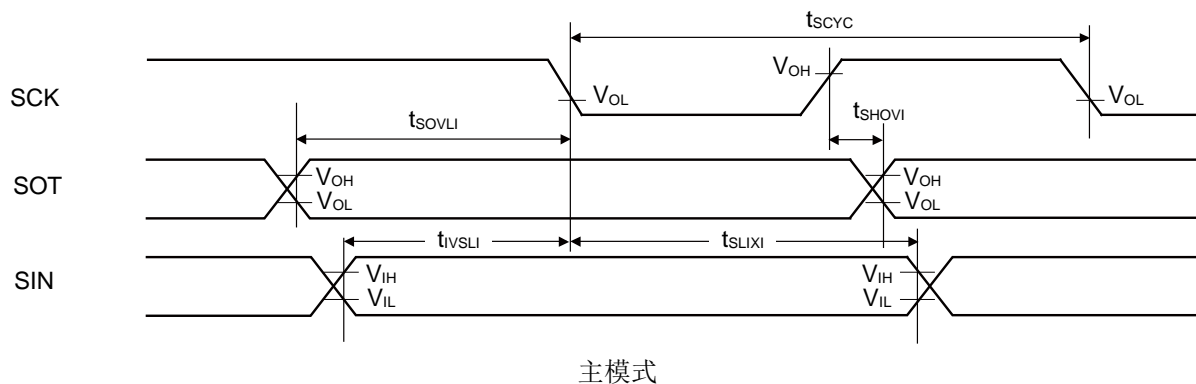 tSCYC
SCK
VOH
VOL
VOL
tSOVLI
tSHOVI
SOT
VOH
VOL
VOH
VOL
tIVSLI
tSLIXI
SIN
VIH
VIL
VIH
VIL
主模式